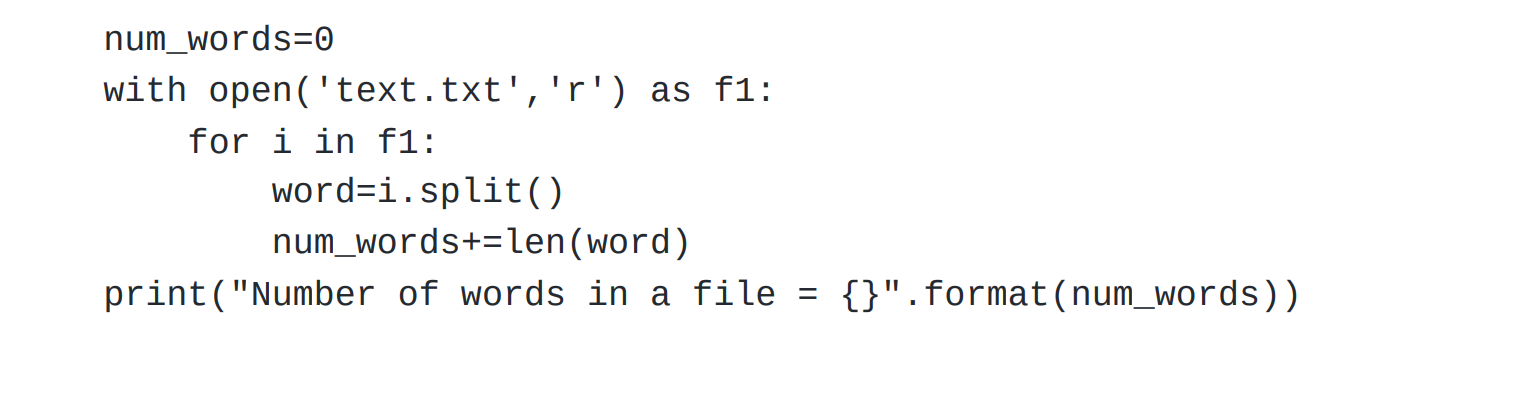 num_words=0
with open('text.txt','r') as f1:
    for i in f1:
        word=i.split()
        num_words+=len(word)
print("Number of words in a file = {}".format(num_words))